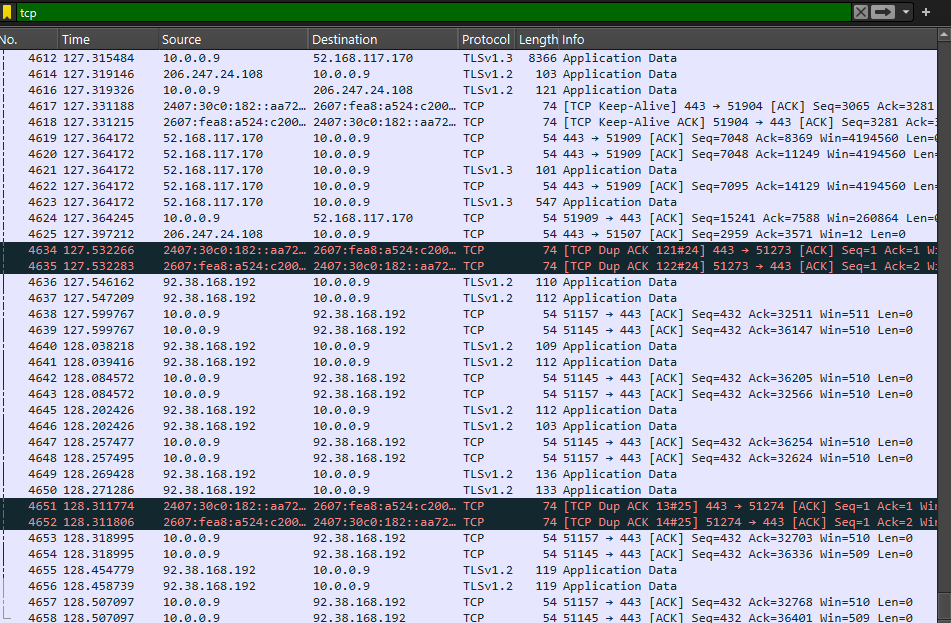 tcp
No. Time Source Destination Protocol Length Info
4612 127.315484 10.0.0.9 52.168.117.170 TLSv1.3 8366 Application Data
4614 127.319146 206.247.24.108 10.0.0.9 TLSv1.2 103 Application Data
4616 127.319326 10.0.0.9 206.247.24.108 TLSv1.2 121 Application Data
4617 127.331188 2407:30c0:182::aa72… 2607:fea8:a524:c200… TCP 74 [TCP Keep-Alive] 443 → 51904 [ACK] Seq=3065 Ack=3281
4618 127.331215 2607:fea8:a524:c200… 2407:30c0:182::aa72… TCP 74 [TCP Keep-Alive ACK] 51904 → 443 [ACK] Seq=3281 Ack=
4619 127.364172 52.168.117.170 10.0.0.9 TCP 54 443 → 51909 [ACK] Seq=7048 Ack=8369 Win=4194560 Len=
4620 127.364172 52.168.117.170 10.0.0.9 TCP 54 443 → 51909 [ACK] Seq=7048 Ack=11249 Win=4194560 Len
4621 127.364172 52.168.117.170 10.0.0.9 TLSv1.3 101 Application Data
4622 127.364172 52.168.117.170 10.0.0.9 TCP 54 443 → 51909 [ACK] Seq=7095 Ack=14129 Win=4194560 Len
4623 127.364172 52.168.117.170 10.0.0.9 TLSv1.3 547 Application Data
4624 127.364245 10.0.0.9 52.168.117.170 TCP 54 51909 → 443 [ACK] Seq=15241 Ack=7588 Win=260864 Len=
4625 127.397212 206.247.24.108 10.0.0.9 TCP 54 443 → 51507 [ACK] Seq=2959 Ack=3571 Win=12 Len=0
4634 127.532266 2407:30c0:182::aa72… 2607:fea8:a524:c200… TCP 74 [TCP Dup ACK 121#24] 443 → 51273 [ACK] Seq=1 Ack=1 W
4635 127.532283 2607:fea8:a524:c200… 2407:30c0:182::aa72… TCP 74 [TCP Dup ACK 122#24] 51273 → 443 [ACK] Seq=1 Ack=2 W
4636 127.546162 92.38.168.192 10.0.0.9 TLSv1.2 110 Application Data
4637 127.547209 92.38.168.192 10.0.0.9 TLSv1.2 112 Application Data
4638 127.599767 10.0.0.9 92.38.168.192 TCP 54 51157 → 443 [ACK] Seq=432 Ack=32511 Win=511 Len=0
4639 127.599767 10.0.0.9 92.38.168.192 TCP 54 51145 → 443 [ACK] Seq=432 Ack=36147 Win=510 Len=0
4640 128.038218 92.38.168.192 10.0.0.9 TLSv1.2 109 Application Data
4641 128.039416 92.38.168.192 10.0.0.9 TLSv1.2 112 Application Data
4642 128.084572 10.0.0.9 92.38.168.192 TCP 54 51145 → 443 [ACK] Seq=432 Ack=36205 Win=510 Len=0
4643 128.084572 10.0.0.9 92.38.168.192 TCP 54 51157 → 443 [ACK] Seq=432 Ack=32566 Win=510 Len=0
4645 128.202426 92.38.168.192 10.0.0.9 TLSv1.2 112 Application Data
4646 128.202426 92.38.168.192 10.0.0.9 TLSv1.2 103 Application Data
4647 128.257477 10.0.0.9 92.38.168.192 TCP 54 51145 → 443 [ACK] Seq=432 Ack=36254 Win=510 Len=0
4648 128.257495 10.0.0.9 92.38.168.192 TCP 54 51157 → 443 [ACK] Seq=432 Ack=32624 Win=510 Len=0
4649 128.269428 92.38.168.192 10.0.0.9 TLSv1.2 136 Application Data
4650 128.271286 92.38.168.192 10.0.0.9 TLSv1.2 133 Application Data
4651 128.311774 2407:30c0:182::aa72… 2607:fea8:a524:c200… TCP 74 [TCP Dup ACK 13#25] 443 → 51274 [ACK] Seq=1 Ack=1 Wi
4652 128.311806 2607:fea8:a524:c200… 2407:30c0:182::aa72… TCP 74 [TCP Dup ACK 14#25] 51274 → 443 [ACK] Seq=1 Ack=2 Wi
4653 128.318995 10.0.0.9 92.38.168.192 TCP 54 51157 → 443 [ACK] Seq=432 Ack=32703 Win=510 Len=0
4654 128.318995 10.0.0.9 92.38.168.192 TCP 54 51145 → 443 [ACK] Seq=432 Ack=36336 Win=509 Len=0
4655 128.454779 92.38.168.192 10.0.0.9 TLSv1.2 119 Application Data
4656 128.458739 92.38.168.192 10.0.0.9 TLSv1.2 119 Application Data
4657 128.507097 10.0.0.9 92.38.168.192 TCP 54 51157 → 443 [ACK] Seq=432 Ack=32768 Win=510 Len=0
4658 128.507097 10.0.0.9 92.38.168.192 TCP 54 51145 → 443 [ACK] Seq=432 Ack=36401 Win=509 Len=0